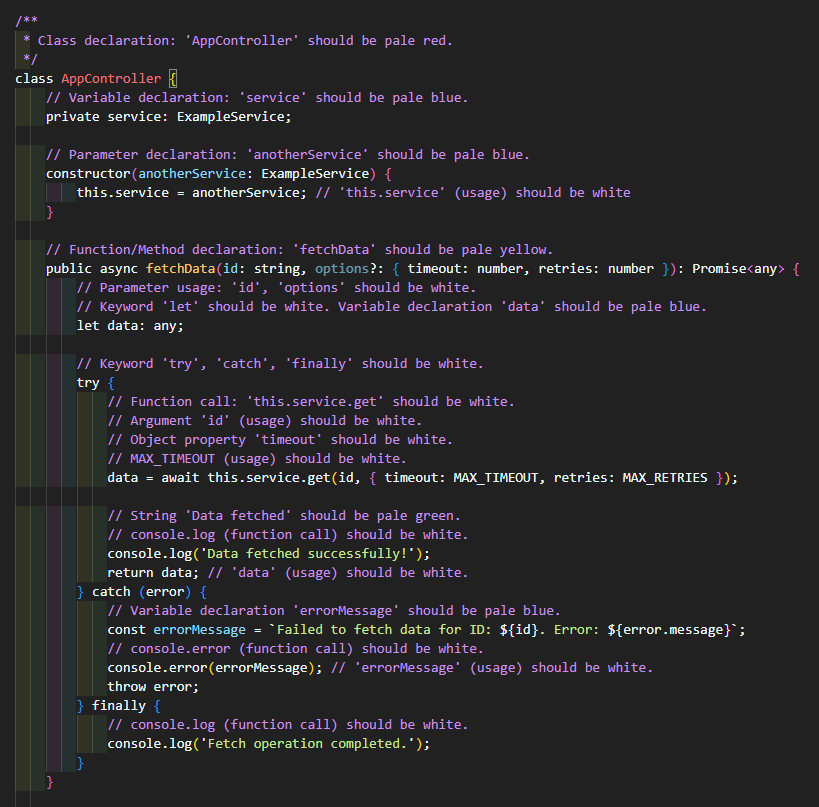 /**
 * Class declaration: 'AppController' should be pale red.
 */
class AppController {
    // Variable declaration: 'service' should be pale blue.
    private service: ExampleService;

    // Parameter declaration: 'anotherService' should be pale blue.
    constructor(anotherService: ExampleService) {
        this.service = anotherService; // 'this.service' (usage) should be white
    }

    // Function/Method declaration: 'fetchData' should be pale yellow.
    public async fetchData(id: string, options?: { timeout: number, retries: number }): Promise<any> {
        // Parameter usage: 'id', 'options' should be white.
        // Keyword 'let' should be white. Variable declaration 'data' should be pale blue.
        let data: any;

        // Keyword 'try', 'catch', 'finally' should be white.
        try {
            // Function call: 'this.service.get' should be white.
            // Argument 'id' (usage) should be white.
            // Object property 'timeout' should be white.
            // MAX_TIMEOUT (usage) should be white.
            data = await this.service.get(id, { timeout: MAX_TIMEOUT, retries: MAX_RETRIES });

            // String 'Data fetched' should be pale green.
            // console.log (function call) should be white.
            console.log('Data fetched successfully!');
            return data; // 'data' (usage) should be white.
        } catch (error) {
            // Variable declaration 'errorMessage' should be pale blue.
            const errorMessage = `Failed to fetch data for ID: ${id}. Error: ${error.message}`;
            // console.error (function call) should be white.
            console.error(errorMessage); // 'errorMessage' (usage) should be white.
            throw error;
        } finally {
            // console.log (function call) should be white.
            console.log('Fetch operation completed.');
        }
    }